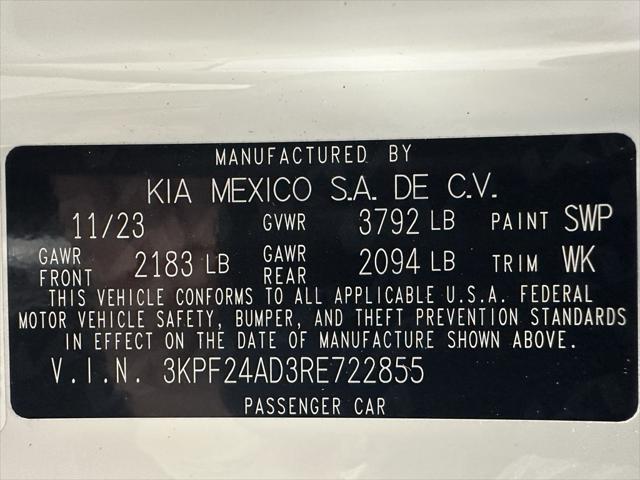 MANUFACTURED BY
KIA MEXICO S.A. DE C.V.
11/23 GVWR 3792 LB PAINT SWP
GAWR FRONT 2183 LB GAWR REAR 2094 LB TRIM WK
THIS VEHICLE CONFORMS TO ALL APPLICABLE U.S.A. FEDERAL
MOTOR VEHICLE SAFETY, BUMPER, AND THEFT PREVENTION STANDARDS
IN EFFECT ON THE DATE OF MANUFACTURE SHOWN ABOVE.
V.I.N. 3KPF24AD3RE722855
PASSENGER CAR